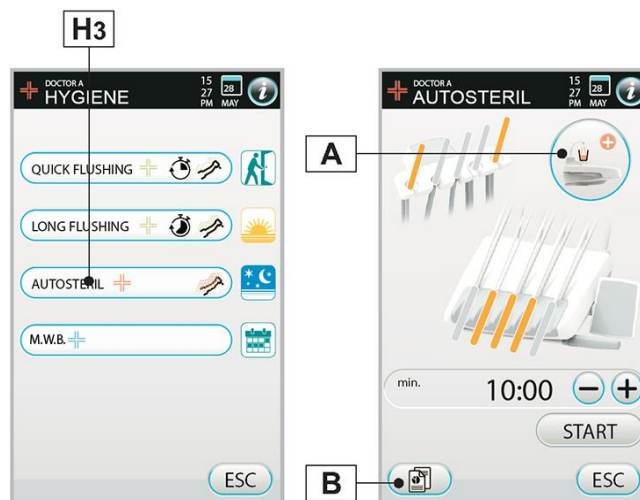 H3
DOCTOR A
HYGIENE
15
27
PM
28
MAY
i
QUICK FLUSHING
LONG FLUSHING
AUTOSTERIL
M.W.B.
ESC
DOCTOR A
AUTOSTERIL
15
27
PM
28
MAY
i
A
min.
10:00
START
B
ESC